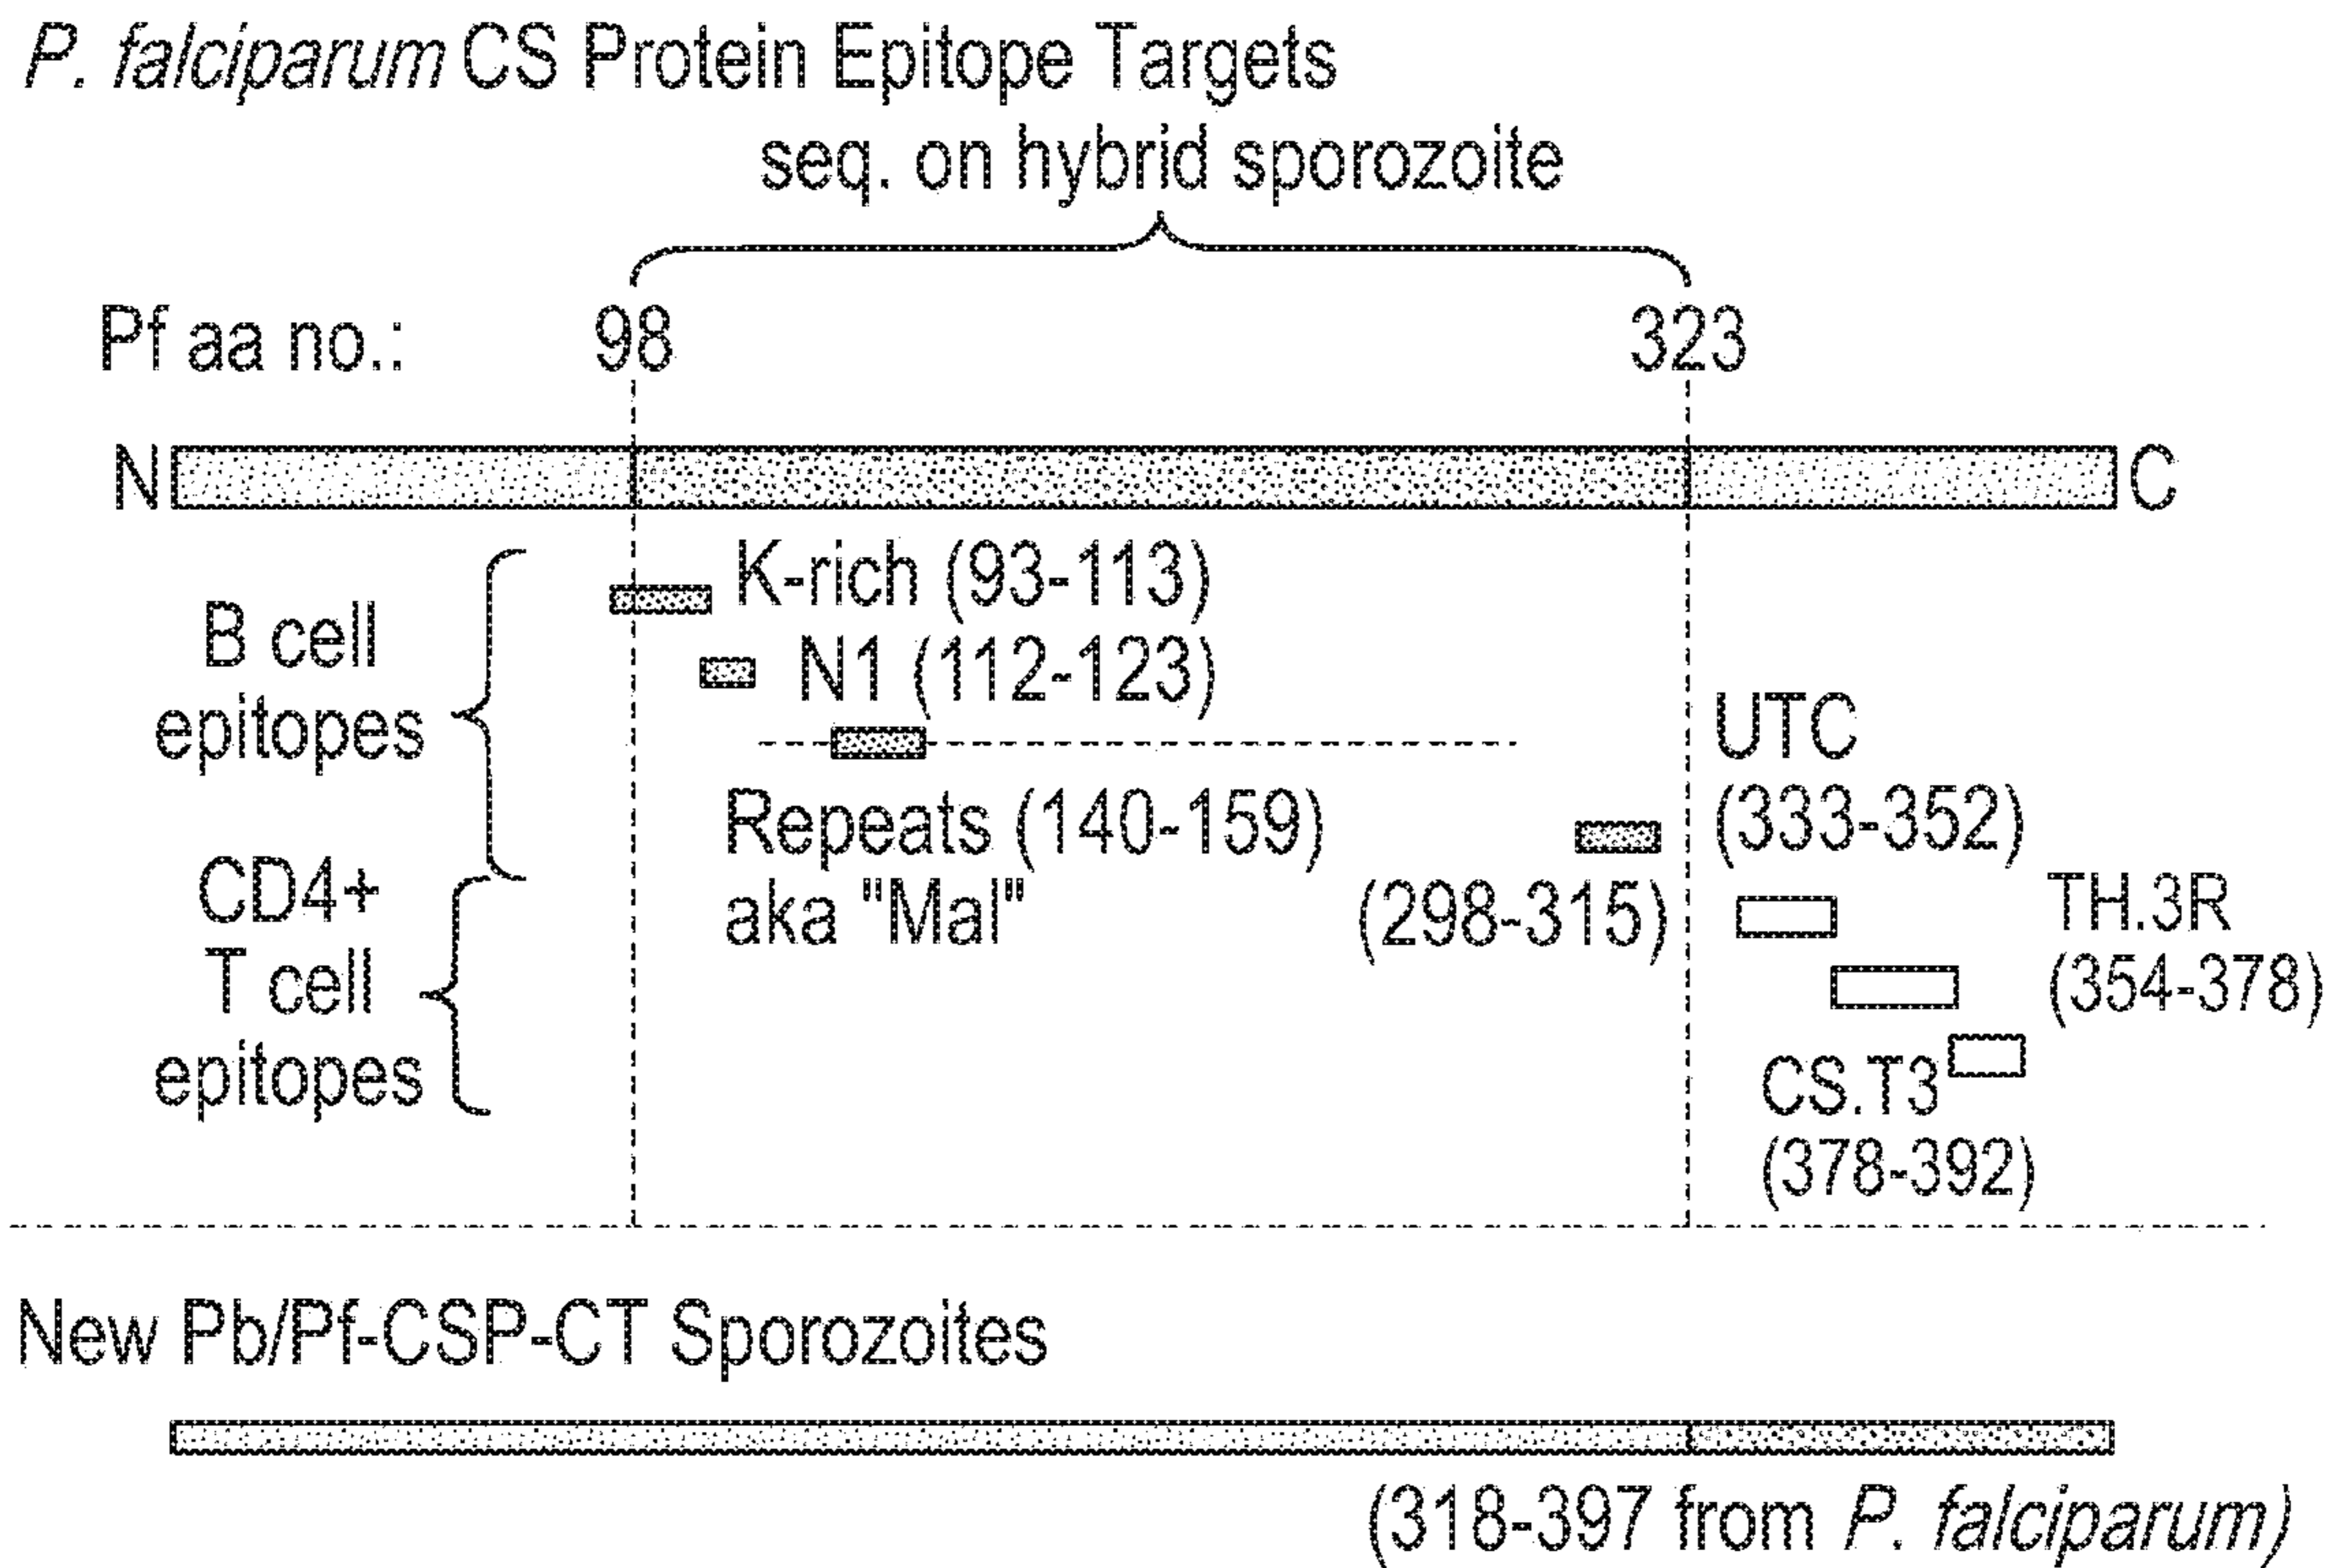 P. falciparum CS Protein Epitope Targets
seq. on hybrid sporozoite
Pf aa no.: 98 323
N C
K-rich (93-113)
B cell
epitopes
N1 (112-123)
UTC
(333-352)
Repeats (140-159)
aka "Mal"
(298-315)
CD4+
T cell
epitopes
TH.3R
(354-378)
CS.T3
(378-392)
New Pb/Pf-CSP-CT Sporozoites
(318-397 from P. falciparum)